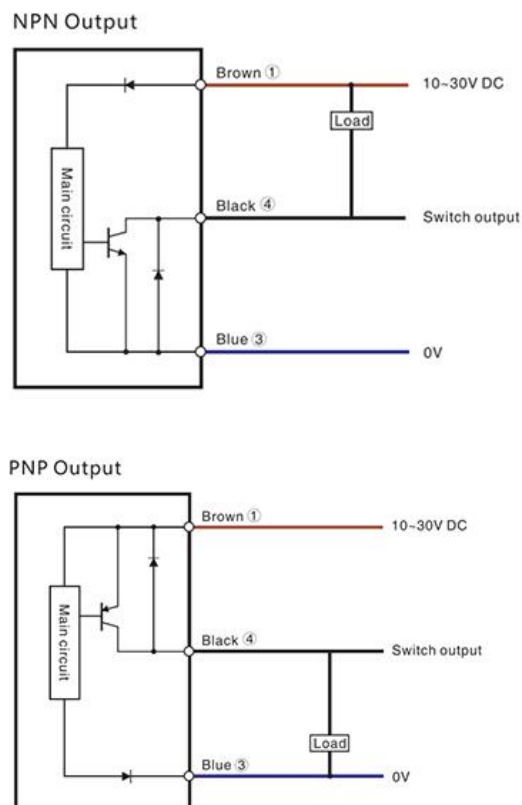 NPN Output
Brown ①
10~30V DC
Load
Main circuit
Black ④
Switch output
Blue ③
0V
PNP Output
Brown ①
10~30V DC
Main circuit
Black ④
Switch output
Load
Blue ③
0V